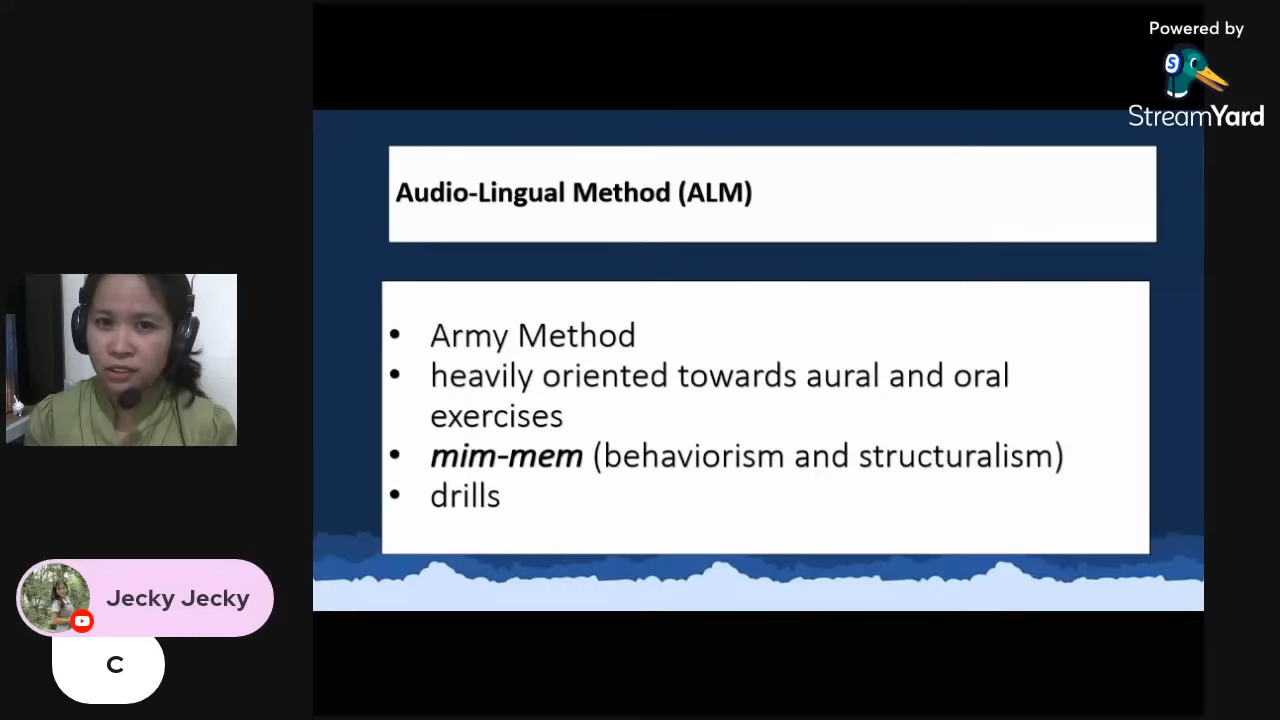 Powered by
S
StreamYard
Audio-Lingual Method (ALM)
• Army Method
• heavily oriented towards aural and oral
exercises
• mim-mem (behaviorism and structuralism)
• drills
Jecky Jecky
C